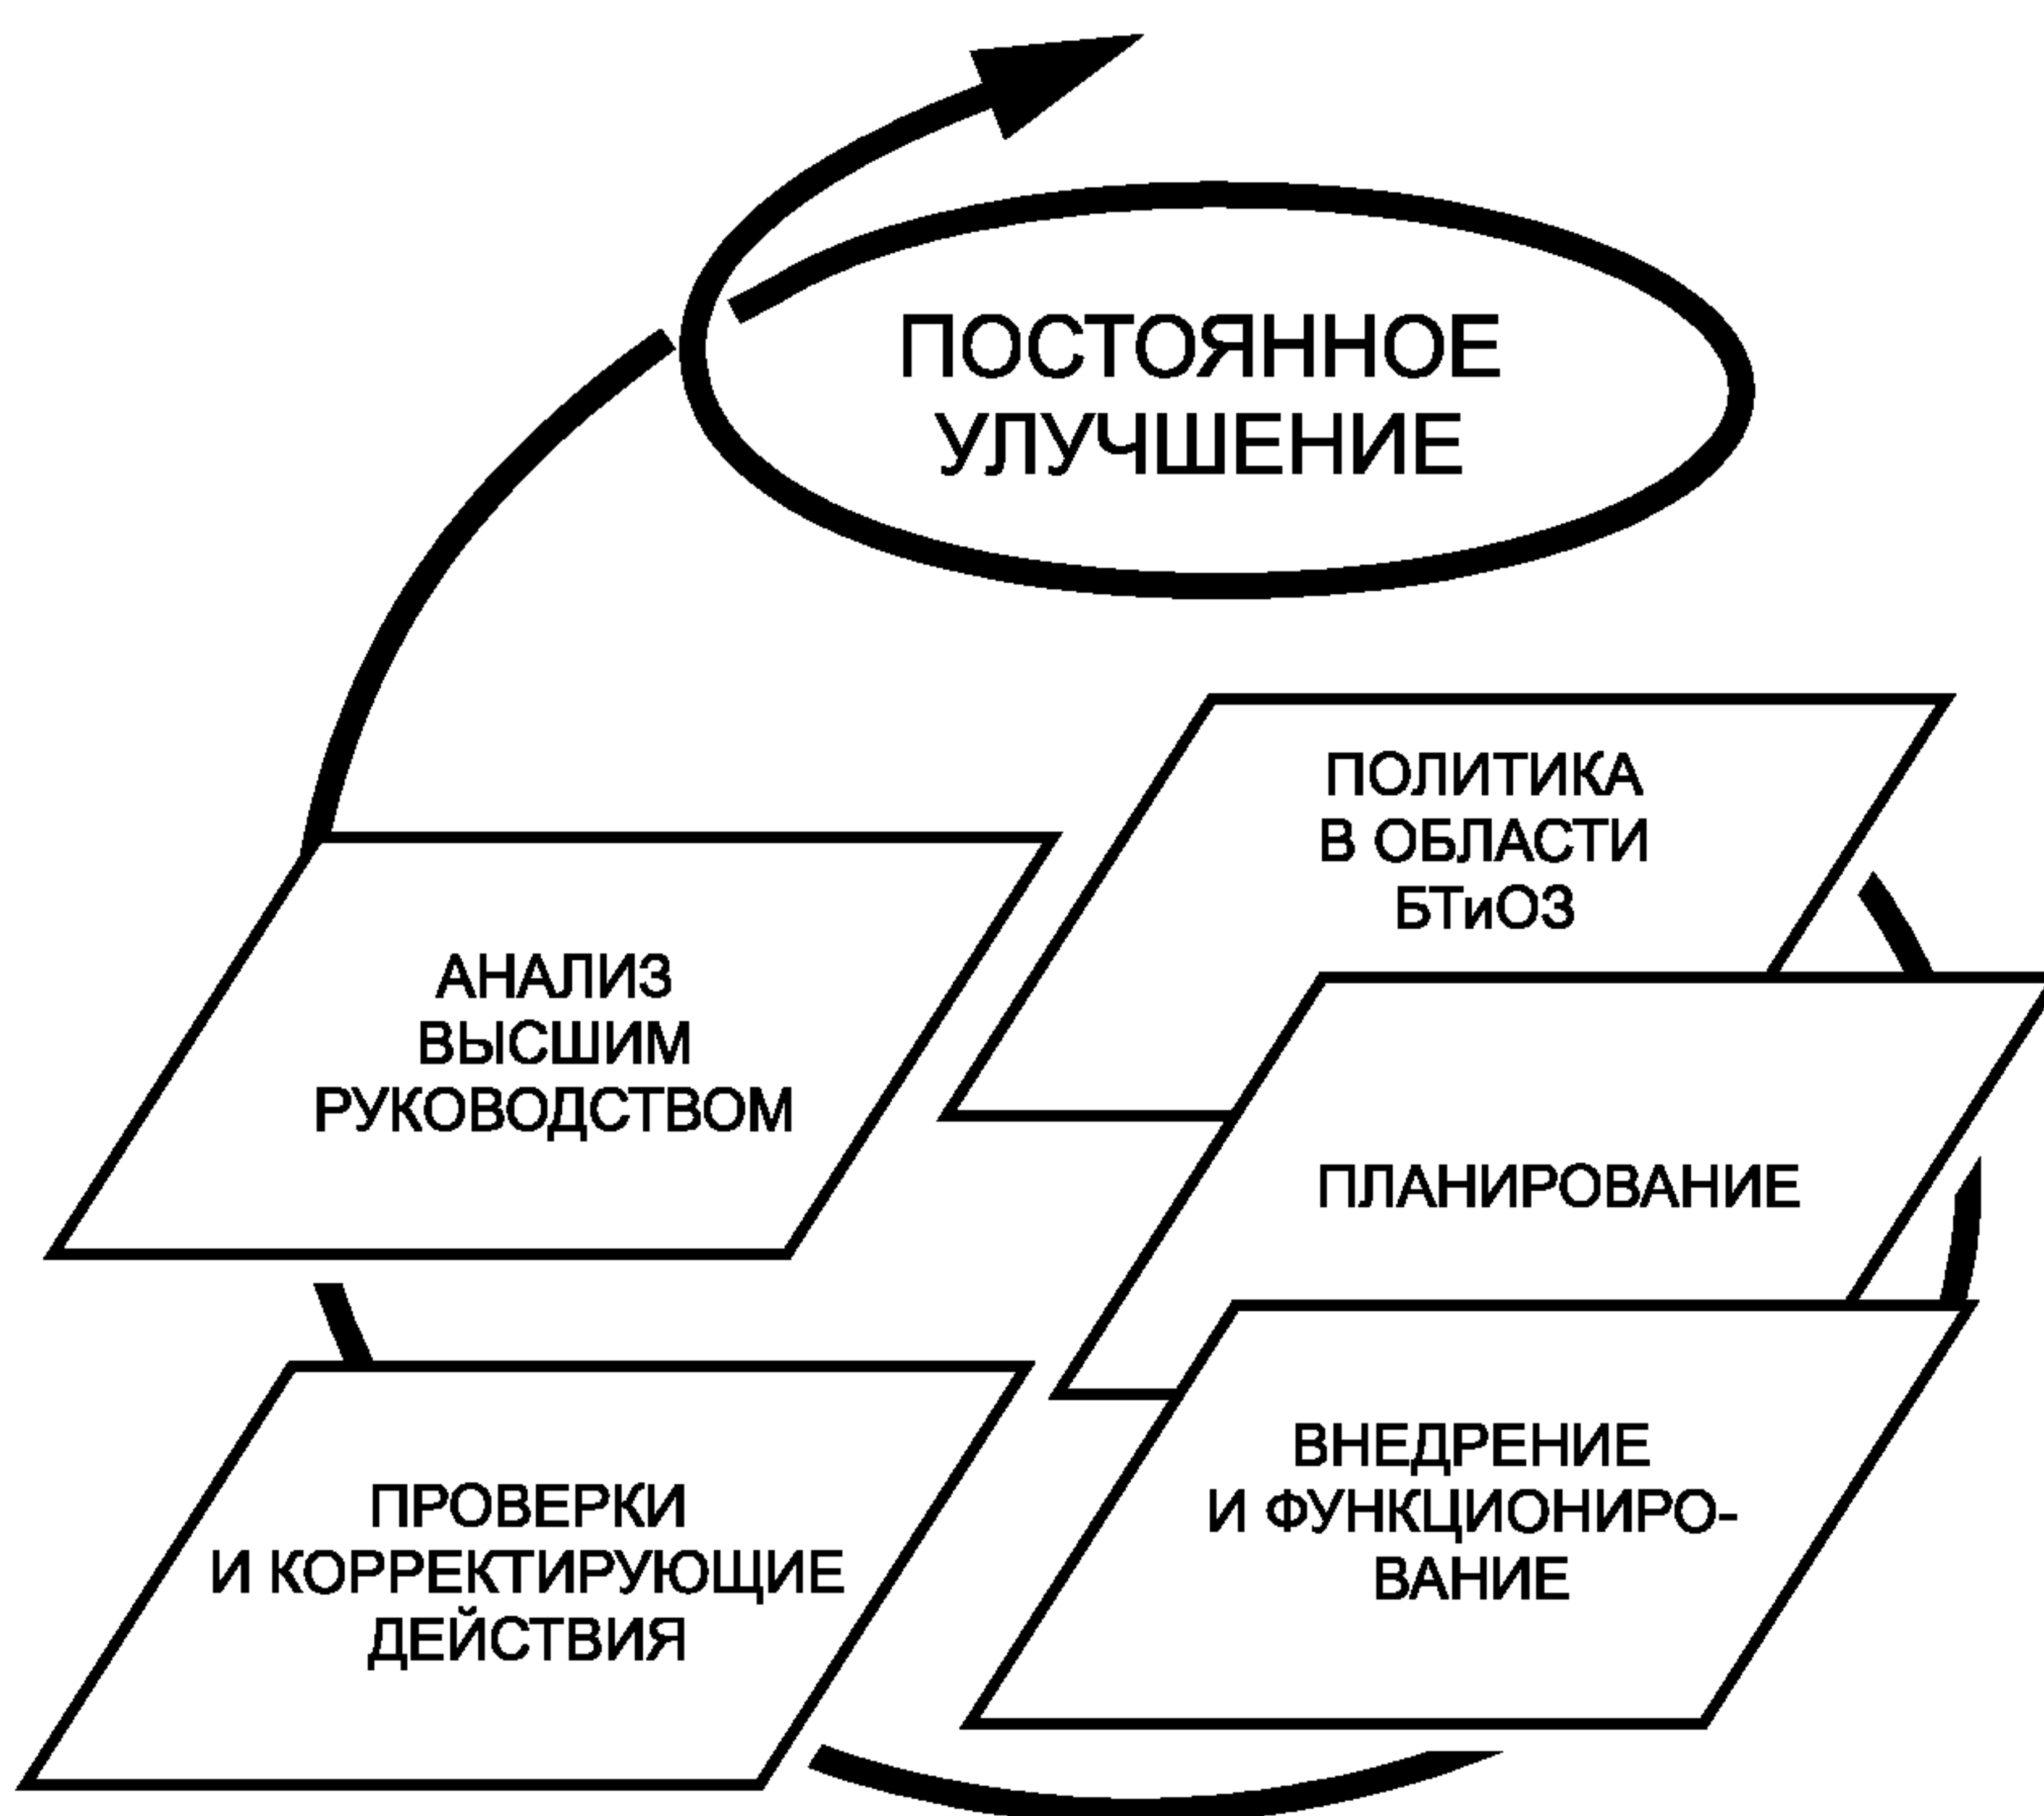 ПОСТОЯННОЕ
УЛУЧШЕНИЕ
ПОЛИТИКА
В ОБЛАСТИ
БТиОЗ
АНАЛИЗ
ВЫСШИМ
РУКОВОДСТВОМ
ПЛАНИРОВАНИЕ
ВНЕДРЕНИЕ
И ФУНКЦИОНИРО-
ВАНИЕ
ПРОВЕРКИ
И КОРРЕКТИРУЮЩИЕ
ДЕЙСТВИЯ